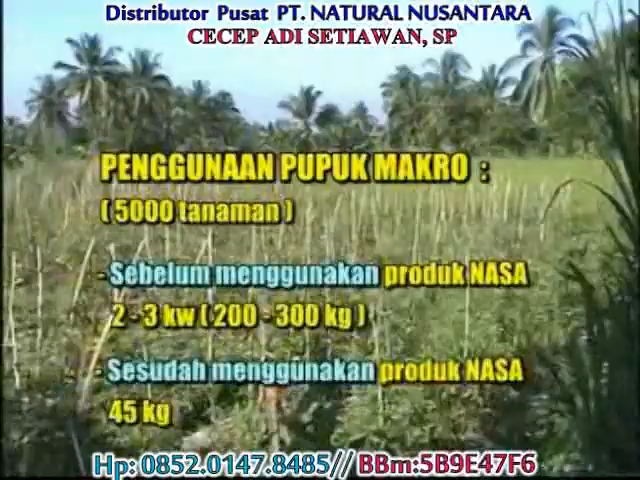 Distributor Pusat PT. NATURAL NUSANTARA
CECEP ADI SETIAWAN, SP
PENGGUNAAN PUPUK MAKRO :
( 5000 tanaman )
- Sebelum menggunakan produk NASA
2 - 3 kw ( 200 - 300 kg )
- Sesudah menggunakan produk NASA
45 kg
Hp: 0852.0147.8485// BBm:5B9E47F6